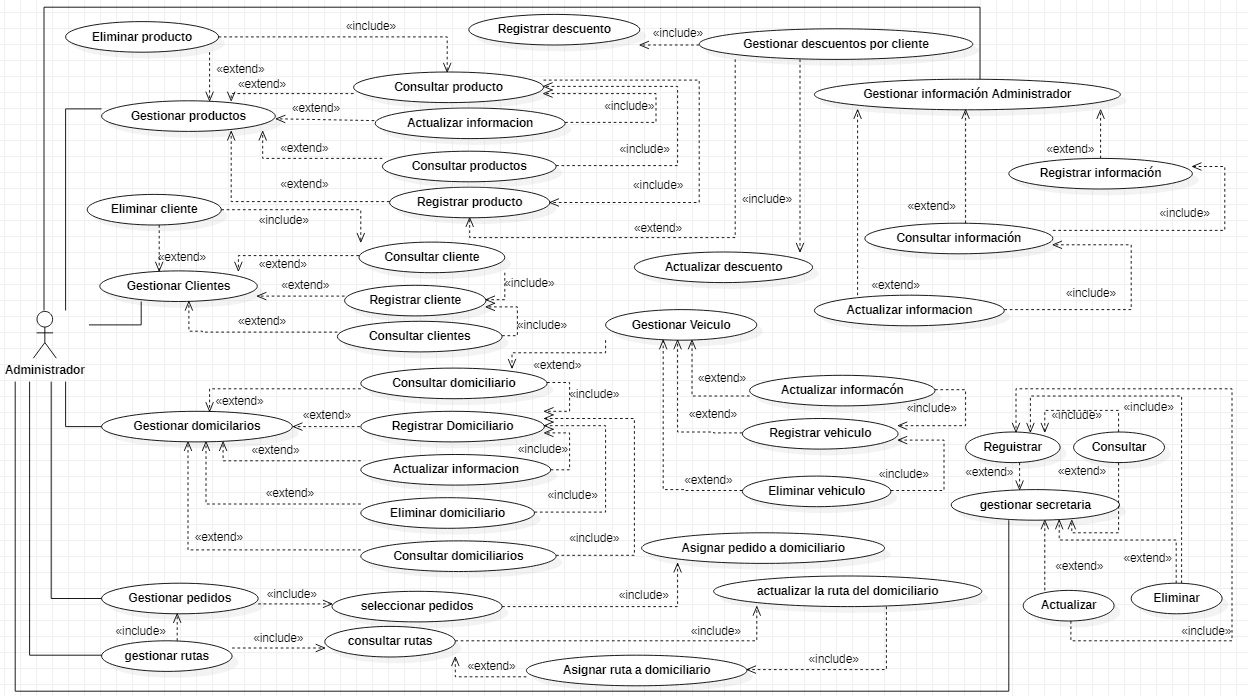 Eliminar producto
«include»
Registrar descuento
«include»
Gestionar descuentos por cliente
«extend»
«extend»
Consultar producto
Gestionar información Administrador
Gestionar productos
«extend»
«include»
Actualizar informacion
«extend»
«include»
Consultar productos
«extend»
Registrar información
«extend»
«include»
Registrar producto
«include»
Eliminar cliente
«include»
«extend»
«include»
«extend»
Consultar información
«extend»
«extend»
Consultar cliente
Actualizar descuento
Gestionar Clientes
«extend»
«include»
«extend»
«include»
Registrar cliente
Actualizar informacion
«extend»
«include»
Gestionar Veiculo
Consultar clientes
Administrador
«extend»
Consultar domiciliario
«extend»
«include»
Actualizar informacón
«extend»
«include»
«include»
«include»
«extend»
«extend»
Gestionar domicilarios
Registrar Domiciliario
Registrar vehiculo
Reguistrar
Consultar
«extend»
«include»
Actualizar informacion
«extend»
«include»
«extend»
«extend»
«extend»
«include»
Eliminar vehiculo
gestionar secretaria
Eliminar domiciliario
«extend»
«include»
Consultar domiciliarios
Asignar pedido a domiciliario
«extend»
«extend»
Gestionar pedidos
«include»
«include»
seleccionar pedidos
actualizar la ruta del domiciliario
Actualizar
Eliminar
«include»
«include»
consultar rutas
«include»
«include»
gestionar rutas
«extend»
Asignar ruta a domiciliario
«include»